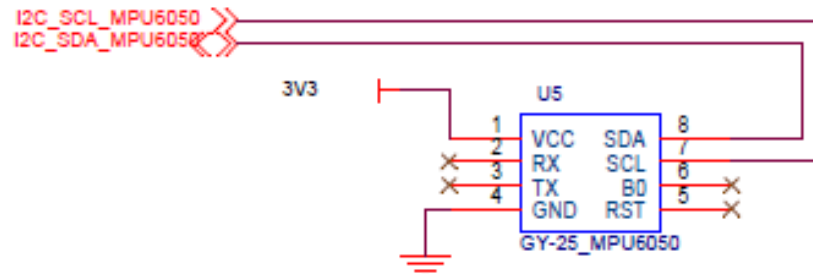 I2C_SCL_MPU6050
I2C_SDA_MPU6050
3V3
U5
1 VCC SDA 8
2 RX SCL 7
3 TX B0 6
4 GND RST 5
GY-25_MPU6050